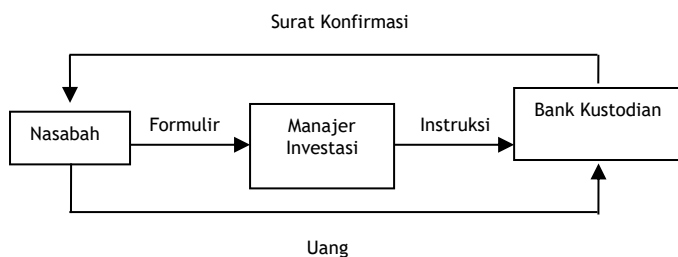 Surat Konfirmasi
Nasabah
Formulir
Manajer
Investasi
Instruksi
Bank Kustodian
Uang